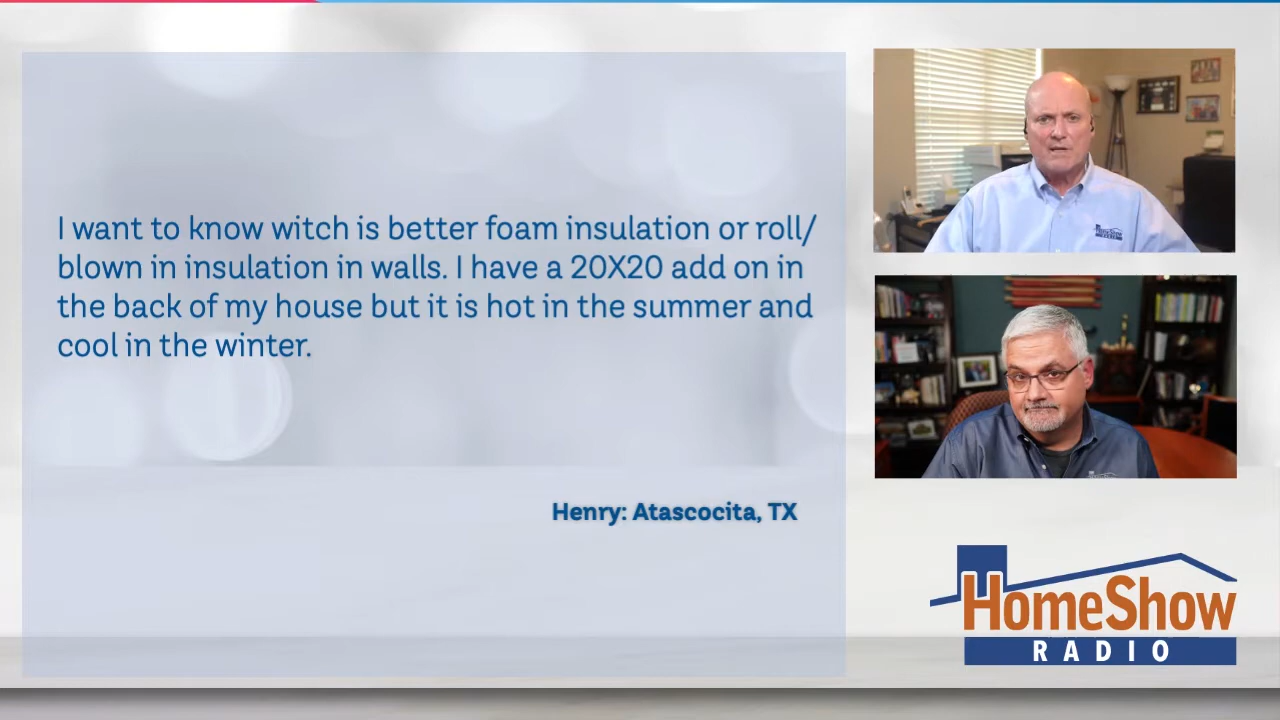 I want to know witch is better foam insulation or roll/
blown in insulation in walls. I have a 20X20 add on in
the back of my house but it is hot in the summer and
cool in the winter.
Henry: Atascocita, TX
HomeShow
RADIO